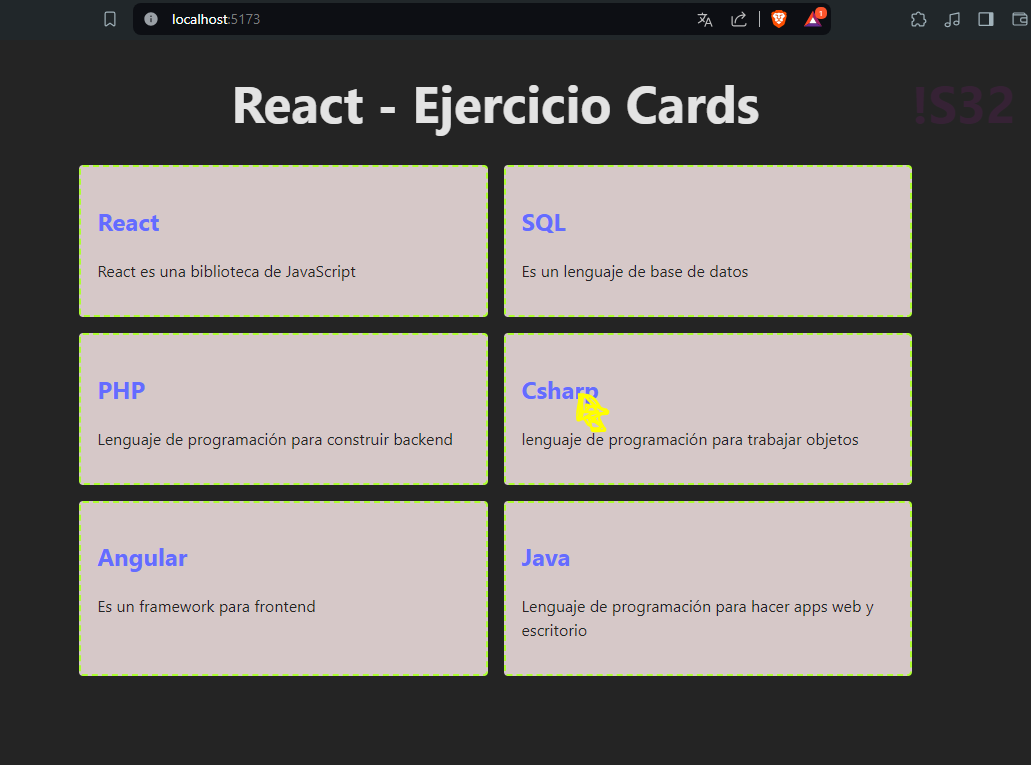 localhost:5173
1
React - Ejercicio Cards
!S32
React
React es una biblioteca de JavaScript
SQL
Es un lenguaje de base de datos
PHP
Lenguaje de programación para construir backend
Csharp
lenguaje de programación para trabajar objetos
Angular
Es un framework para frontend
Java
Lenguaje de programación para hacer apps web y
escritorio